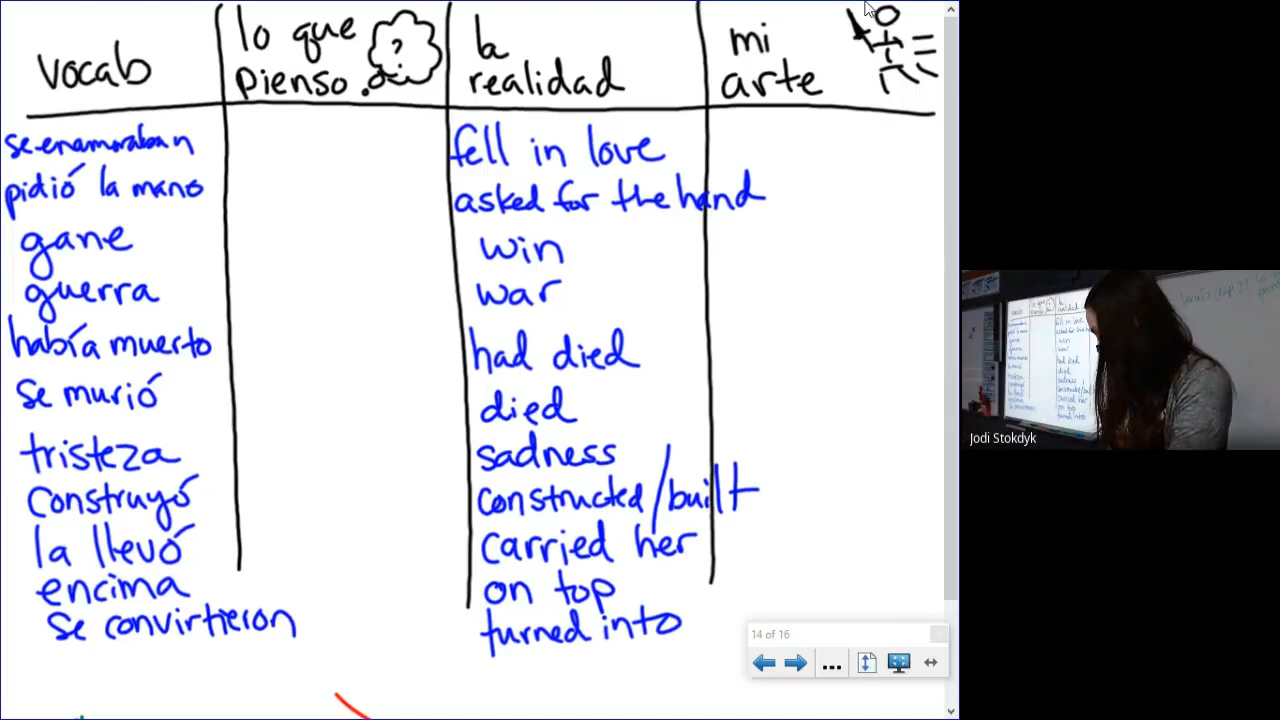 vocab
lo que pienso.
?
la realidad
mi arte
se enamoraban
fell in love
pidió la mano
asked for the hand
gane
win
guerra
war
había muerto
had died
se murió
died
tristeza
sadness
construyó
constructed/built
la llevó
carried her
encima
on top
se convirtieron
turned into
14 of 16
...
Jodi Stokdyk